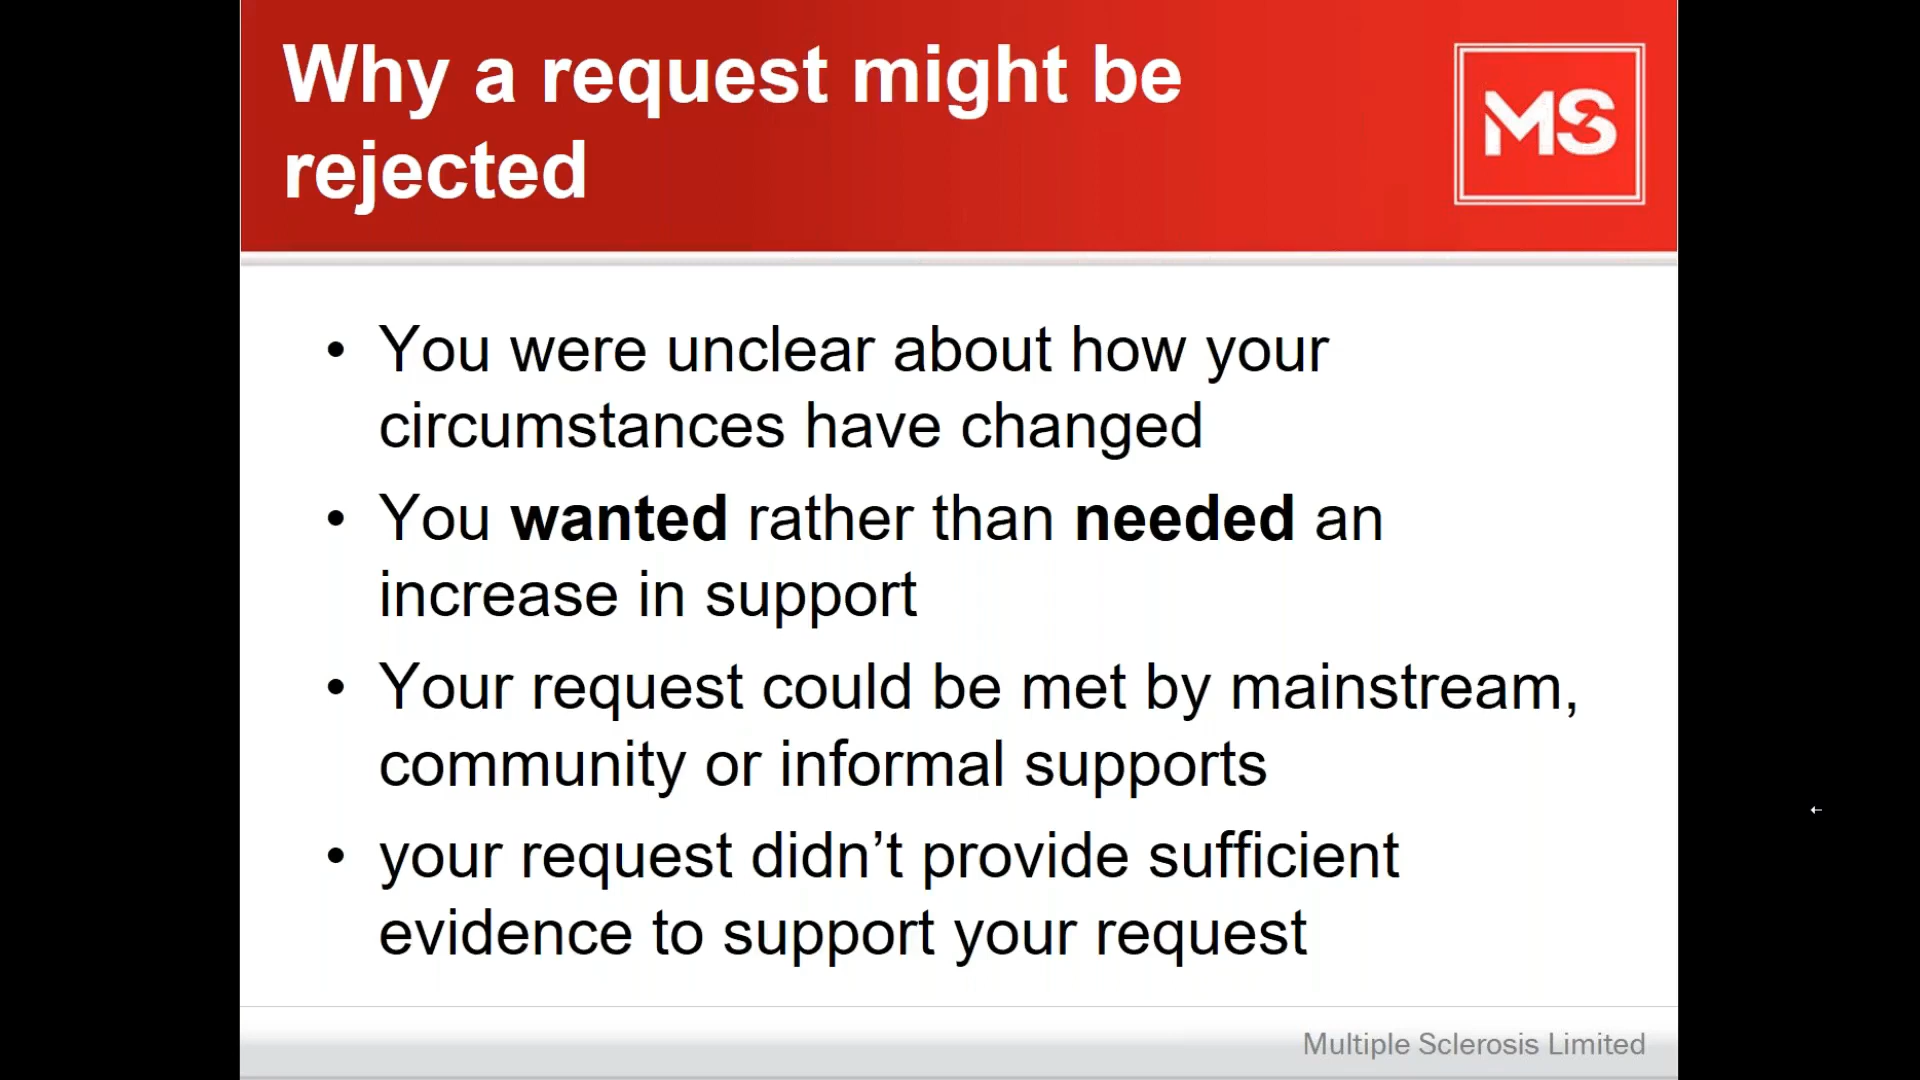 Why a request might be
rejected
MS
• You were unclear about how your
circumstances have changed
• You wanted rather than needed an
increase in support
• Your request could be met by mainstream,
community or informal supports
• your request didn’t provide sufficient
evidence to support your request
Multiple Sclerosis Limited